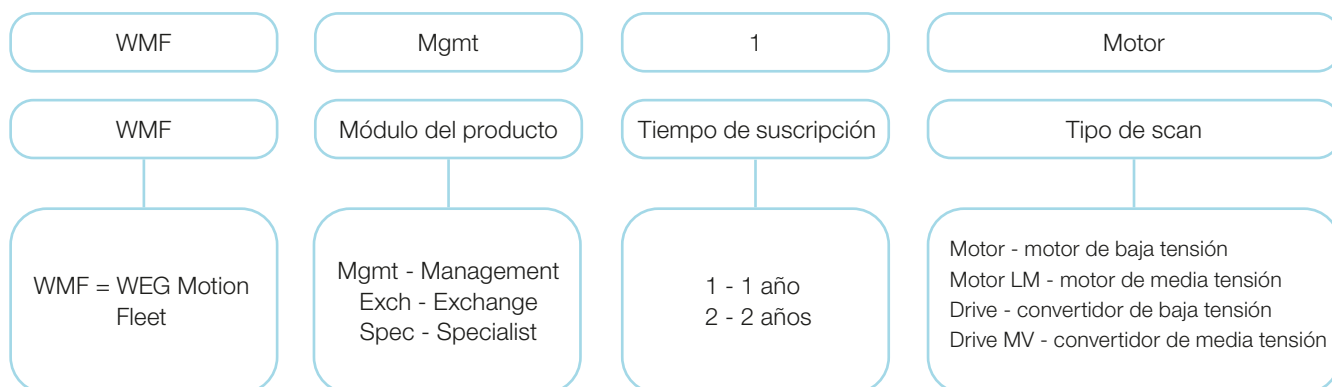 WMF
Mgmt
1
Motor
WMF
Módulo del producto
Tiempo de suscripción
Tipo de scan
WMF = WEG Motion
Fleet
Mgmt - Management
Exch - Exchange
Spec - Specialist
1 - 1 año
2 - 2 años
Motor - motor de baja tensión
Motor LM - motor de media tensión
Drive - convertidor de baja tensión
Drive MV - convertidor de media tensión